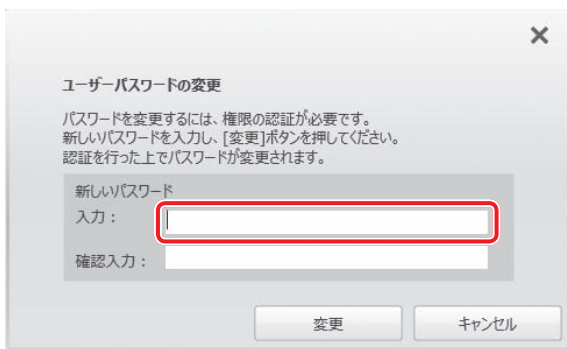 ユーザーパスワードの変更
パスワードを変更するには、権限の認証が必要です。
新しいパスワードを入力し、[変更]ボタンを押してください。
認証を行った上でパスワードが変更されます。
新しいパスワード
入力：
確認入力：
変更 キャンセル